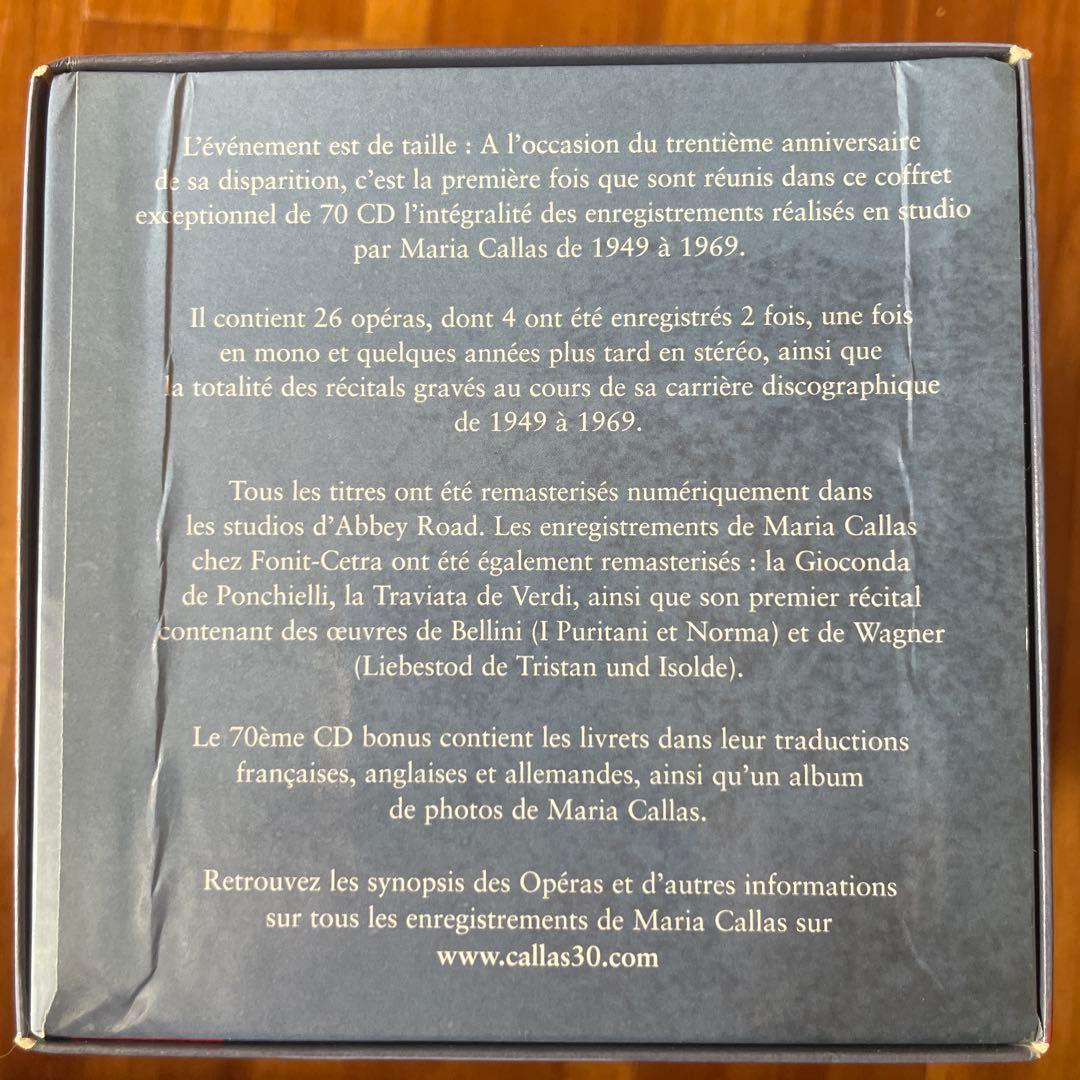 L'événement est de taille : A l'occasion du trentième anniversaire
de sa disparition, c'est la première fois que sont réunis dans ce coffret
exceptionnel de 70 CD l'intégralité des enregistrements réalisés en studio
par Maria Callas de 1949 à 1969.
Il contient 26 opéras, dont 4 ont été enregistrés 2 fois, une fois
en mono et quelques années plus tard en stéréo, ainsi que
la totalité des récitals gravés au cours de sa carrière discographique
de 1949 à 1969.
Tous les titres ont été remasterisés numériquement dans
les studios d'Abbey Road. Les enregistrements de Maria Callas
chez Fonit-Cetra ont été également remasterisés : la Gioconda
de Ponchielli, la Traviata de Verdi, ainsi que son premier récital
contenant des œuvres de Bellini (I Puritani et Norma) et de Wagner
(Liebestod de Tristan und Isolde).
Le 70ème CD bonus contient les livrets dans leur traductions
françaises, anglaises et allemandes, ainsi qu'un album
de photos de Maria Callas.
Retrouvez les synopsis des Opéras et d'autres informations
sur tous les enregistrements de Maria Callas sur
www.callas30.com